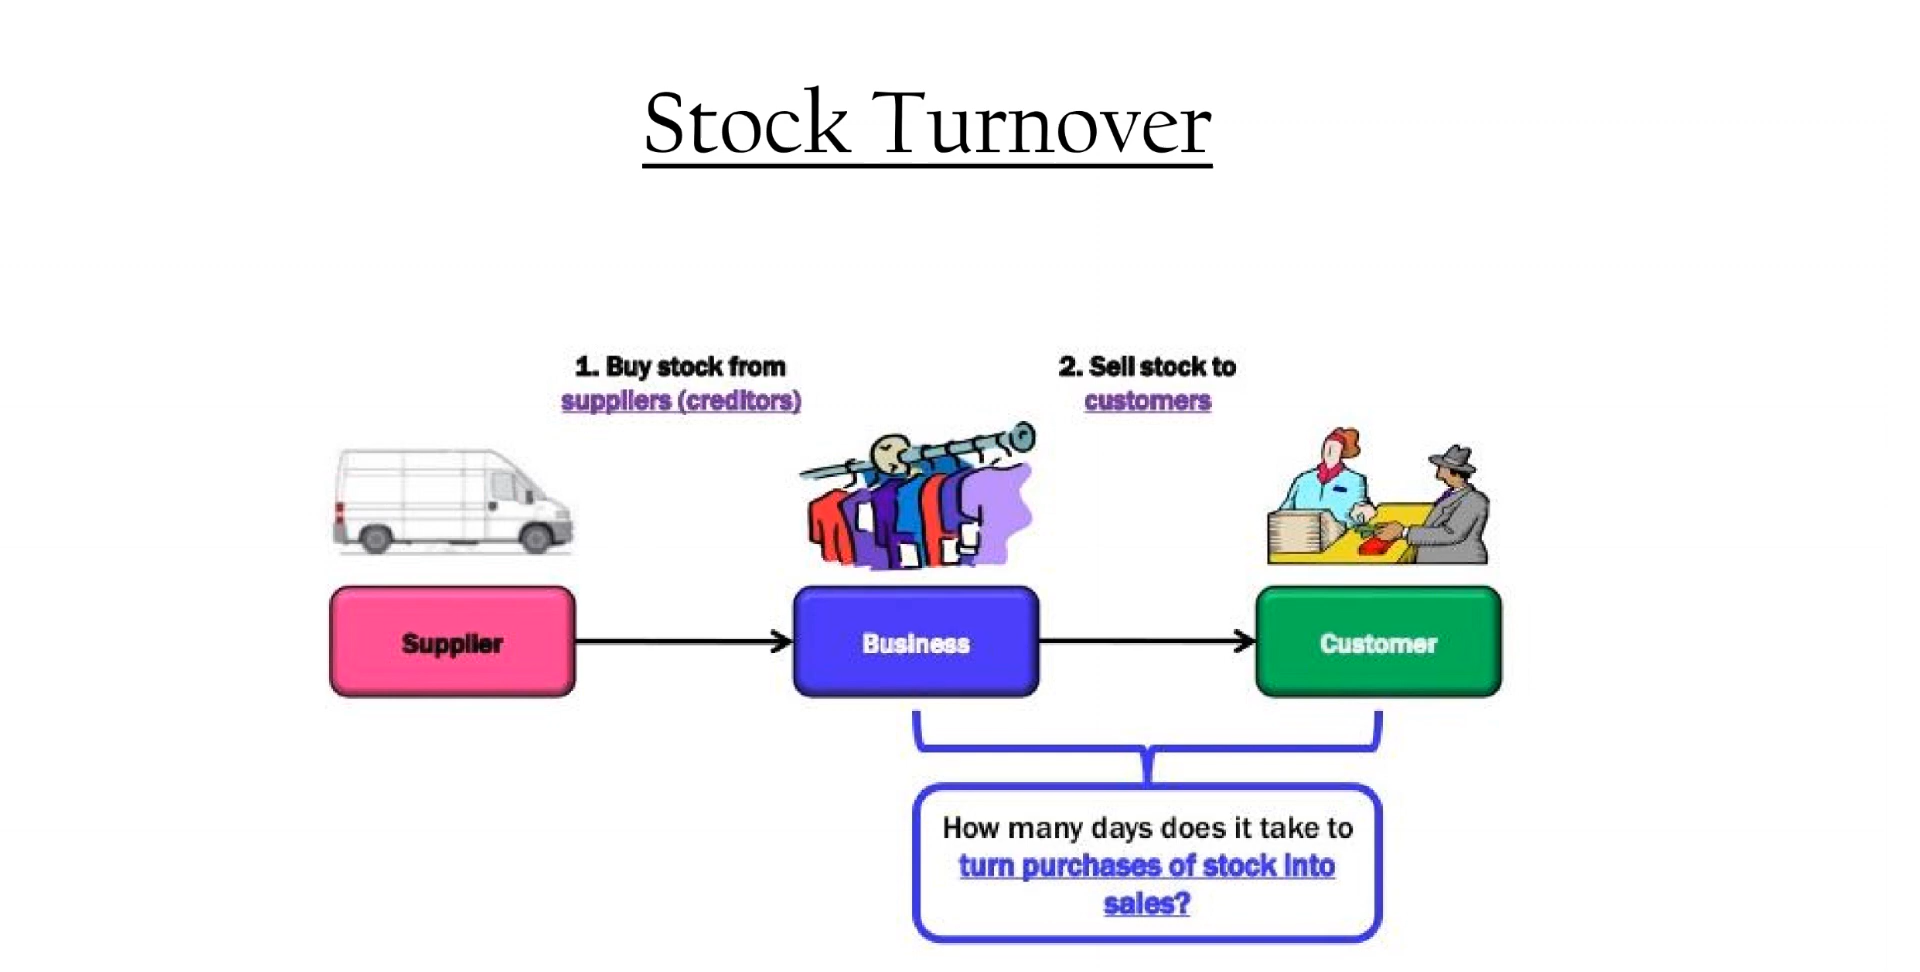 Stock Turnover
1. Buy stock from
suppliers (creditors)
2. Sell stock to
customers
Supplier
Business
Customer
How many days does it take to
turn purchases of stock into
sales?